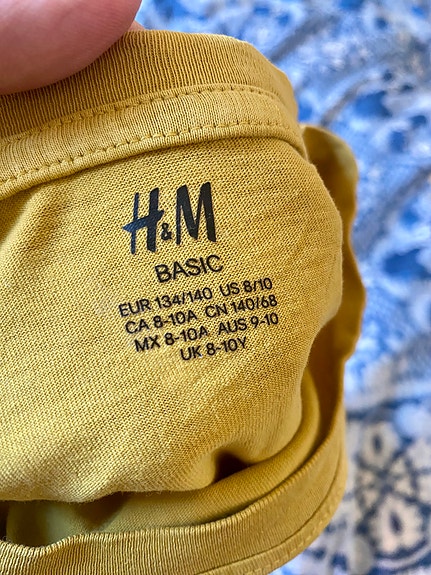 H&M
BASIC
EUR 134/140 US 8/10
CA 8-10A CN 140/68
MX 8-10A AUS 9-10
UK 8-10Y